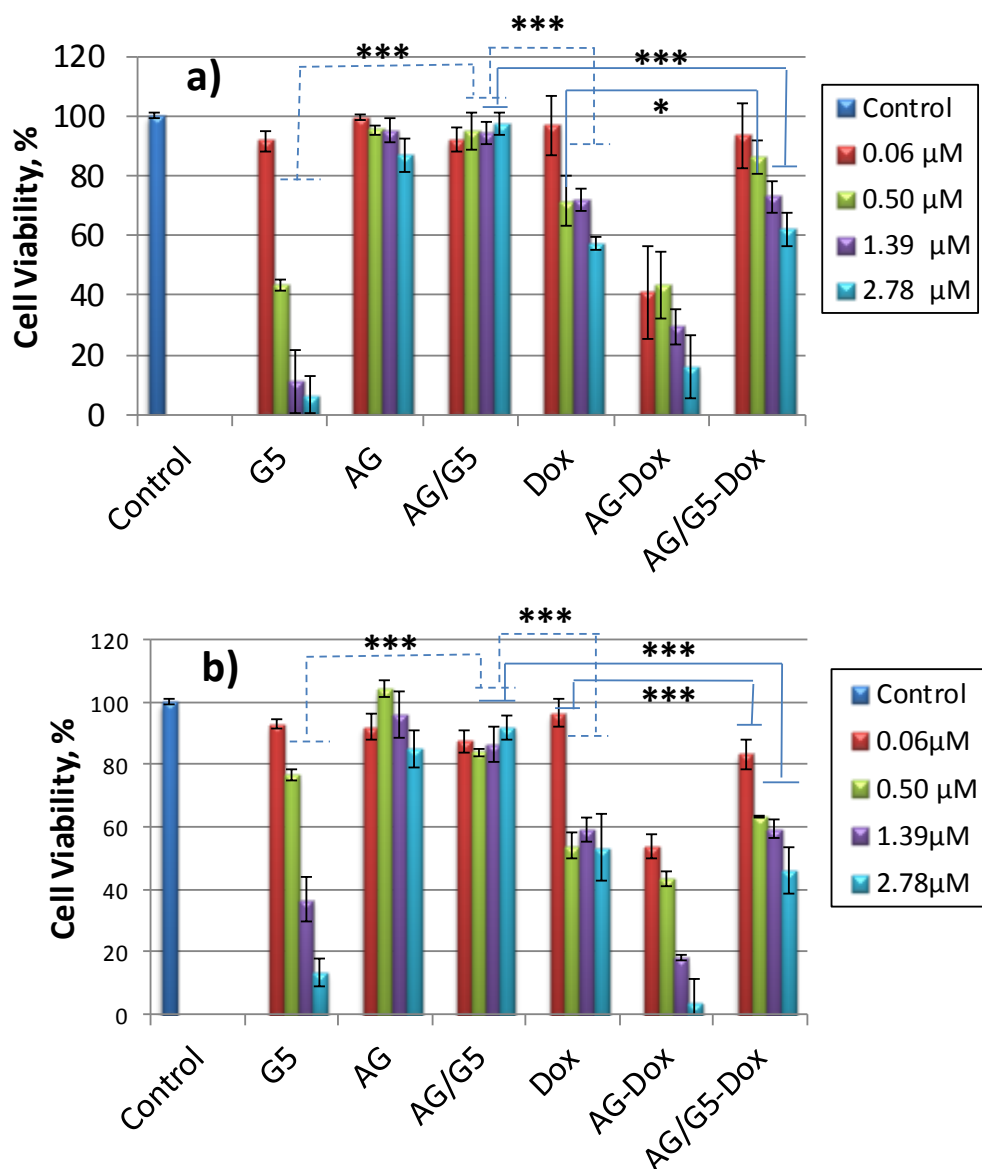 a)
***
***
***
*
Cell Viability, %
120
100
80
60
40
20
0
Control
G5
AG
AG/G5
Dox
AG-Dox
AG/G5-Dox
Control
0.06 µM
0.50 µM
1.39 µM
2.78 µM
b)
***
***
***
***
Cell Viability, %
120
100
80
60
40
20
0
Control
G5
AG
AG/G5
Dox
AG-Dox
AG/G5-Dox
Control
0.06µM
0.50 µM
1.39µM
2.78µM